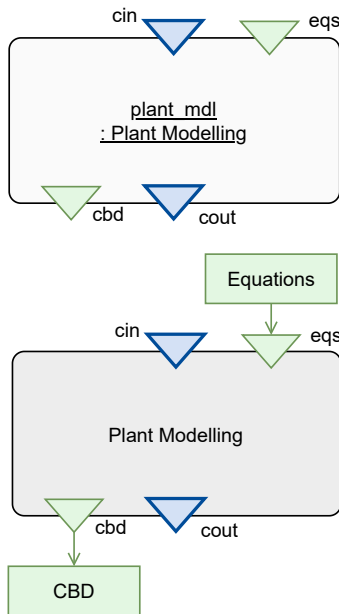 cin
eqs
plant_mdl
: Plant Modelling
cbd
cout
Equations
cin
eqs
Plant Modelling
cbd
cout
CBD